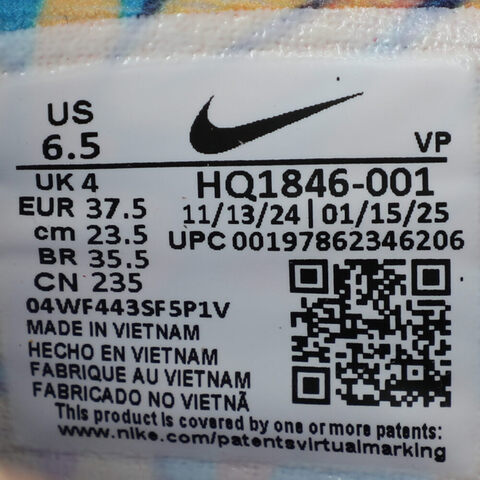 US
6.5
VP
UK 4
HQ1846-001
EUR 37.5
11/13/24 | 01/15/25
cm 23.5
UPC 00197862346206
BR 35.5
CN 235
04WF443SF5P1V
MADE IN VIETNAM
HECHO EN VIETNAM
FABRIQUE AU VIETNAM
FABRICADO NO VIETNÃ
This product is covered by one or more patents:
www.nike.com/patentsvirtualmarking